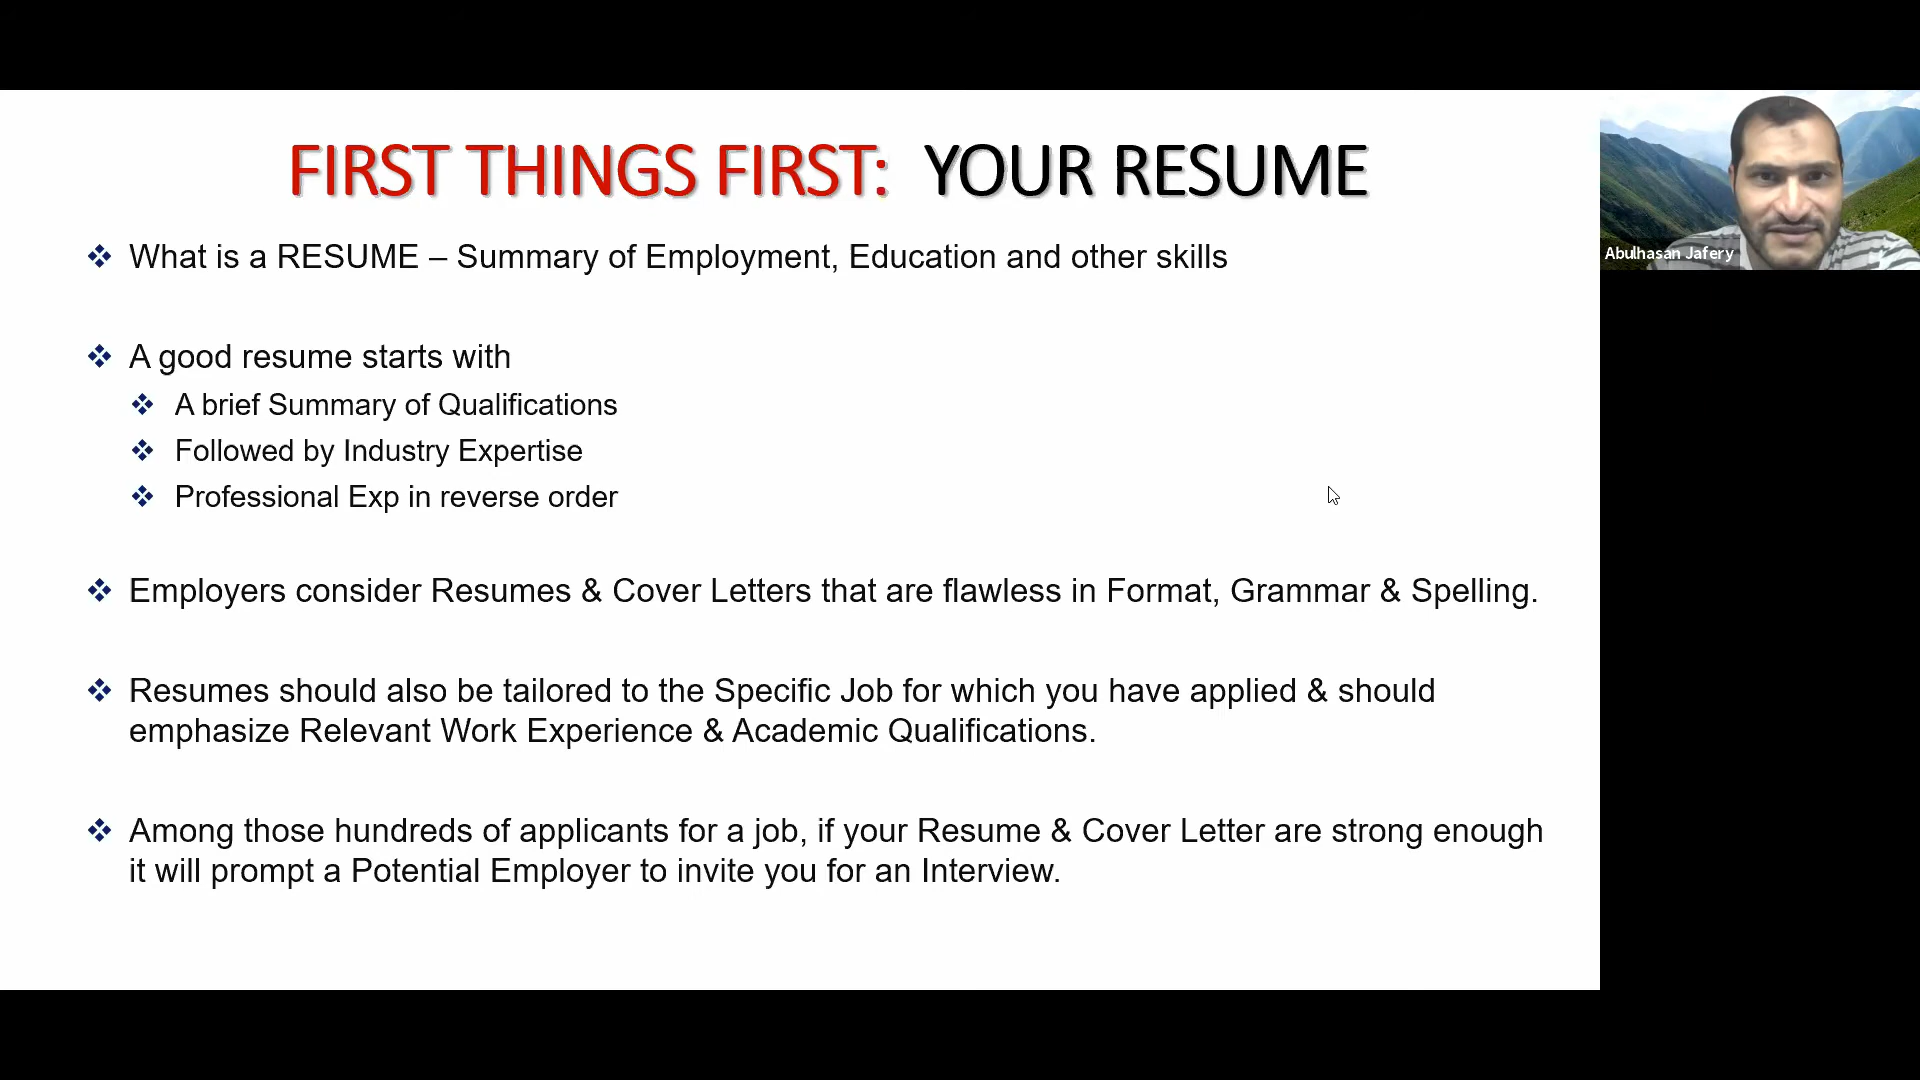 FIRST THINGS FIRST: YOUR RESUME
What is a RESUME – Summary of Employment, Education and other skills
A good resume starts with
A brief Summary of Qualifications
Followed by Industry Expertise
Professional Exp in reverse order
Employers consider Resumes & Cover Letters that are flawless in Format, Grammar & Spelling.
Resumes should also be tailored to the Specific Job for which you have applied & should
emphasize Relevant Work Experience & Academic Qualifications.
Among those hundreds of applicants for a job, if your Resume & Cover Letter are strong enough
it will prompt a Potential Employer to invite you for an Interview.
Abulhasan Jafery